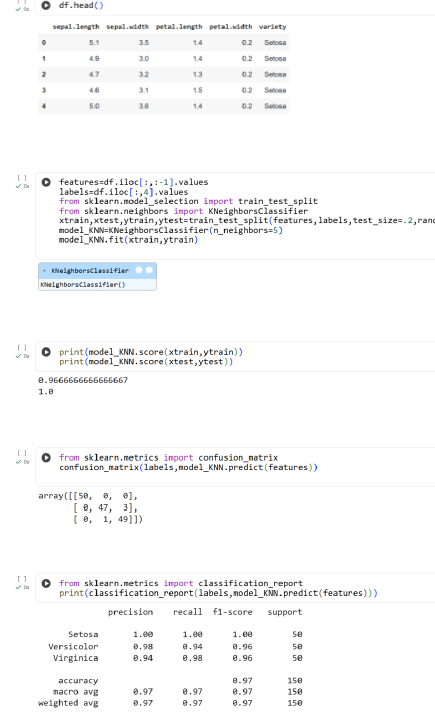 [ ]
0s
df.head()
sepal.length sepal.width petal.length petal.width variety
0 5.1 3.5 1.4 0.2 Setosa
1 4.9 3.0 1.4 0.2 Setosa
2 4.7 3.2 1.3 0.2 Setosa
3 4.6 3.1 1.5 0.2 Setosa
4 5.0 3.6 1.4 0.2 Setosa
[ ]
0s
features=df.iloc[:,:-1].values
labels=df.iloc[:,4].values
from sklearn.model_selection import train_test_split
from sklearn.neighbors import KNeighborsClassifier
xtrain,xtest,ytrain,ytest=train_test_split(features,labels,test_size=.2,ranc
model_KNN=KNeighborsClassifier(n_neighbors=5)
model_KNN.fit(xtrain,ytrain)
KNeighborsClassifier
KNeighborsClassifier()
[ ]
0s
print(model_KNN.score(xtrain,ytrain))
print(model_KNN.score(xtest,ytest))
0.9666666666666667
1.0
[ ]
0s
from sklearn.metrics import confusion_matrix
confusion_matrix(labels,model_KNN.predict(features))
array([[50, 0, 0],
[ 0, 47, 3],
[ 0, 1, 49]])
[ ]
0s
from sklearn.metrics import classification_report
print(classification_report(labels,model_KNN.predict(features)))
precision recall f1-score support
Setosa 1.00 1.00 1.00 50
Versicolor 0.98 0.94 0.96 50
Virginica 0.94 0.98 0.96 50
accuracy 0.97 150
macro avg 0.97 0.97 0.97 150
weighted avg 0.97 0.97 0.97 150